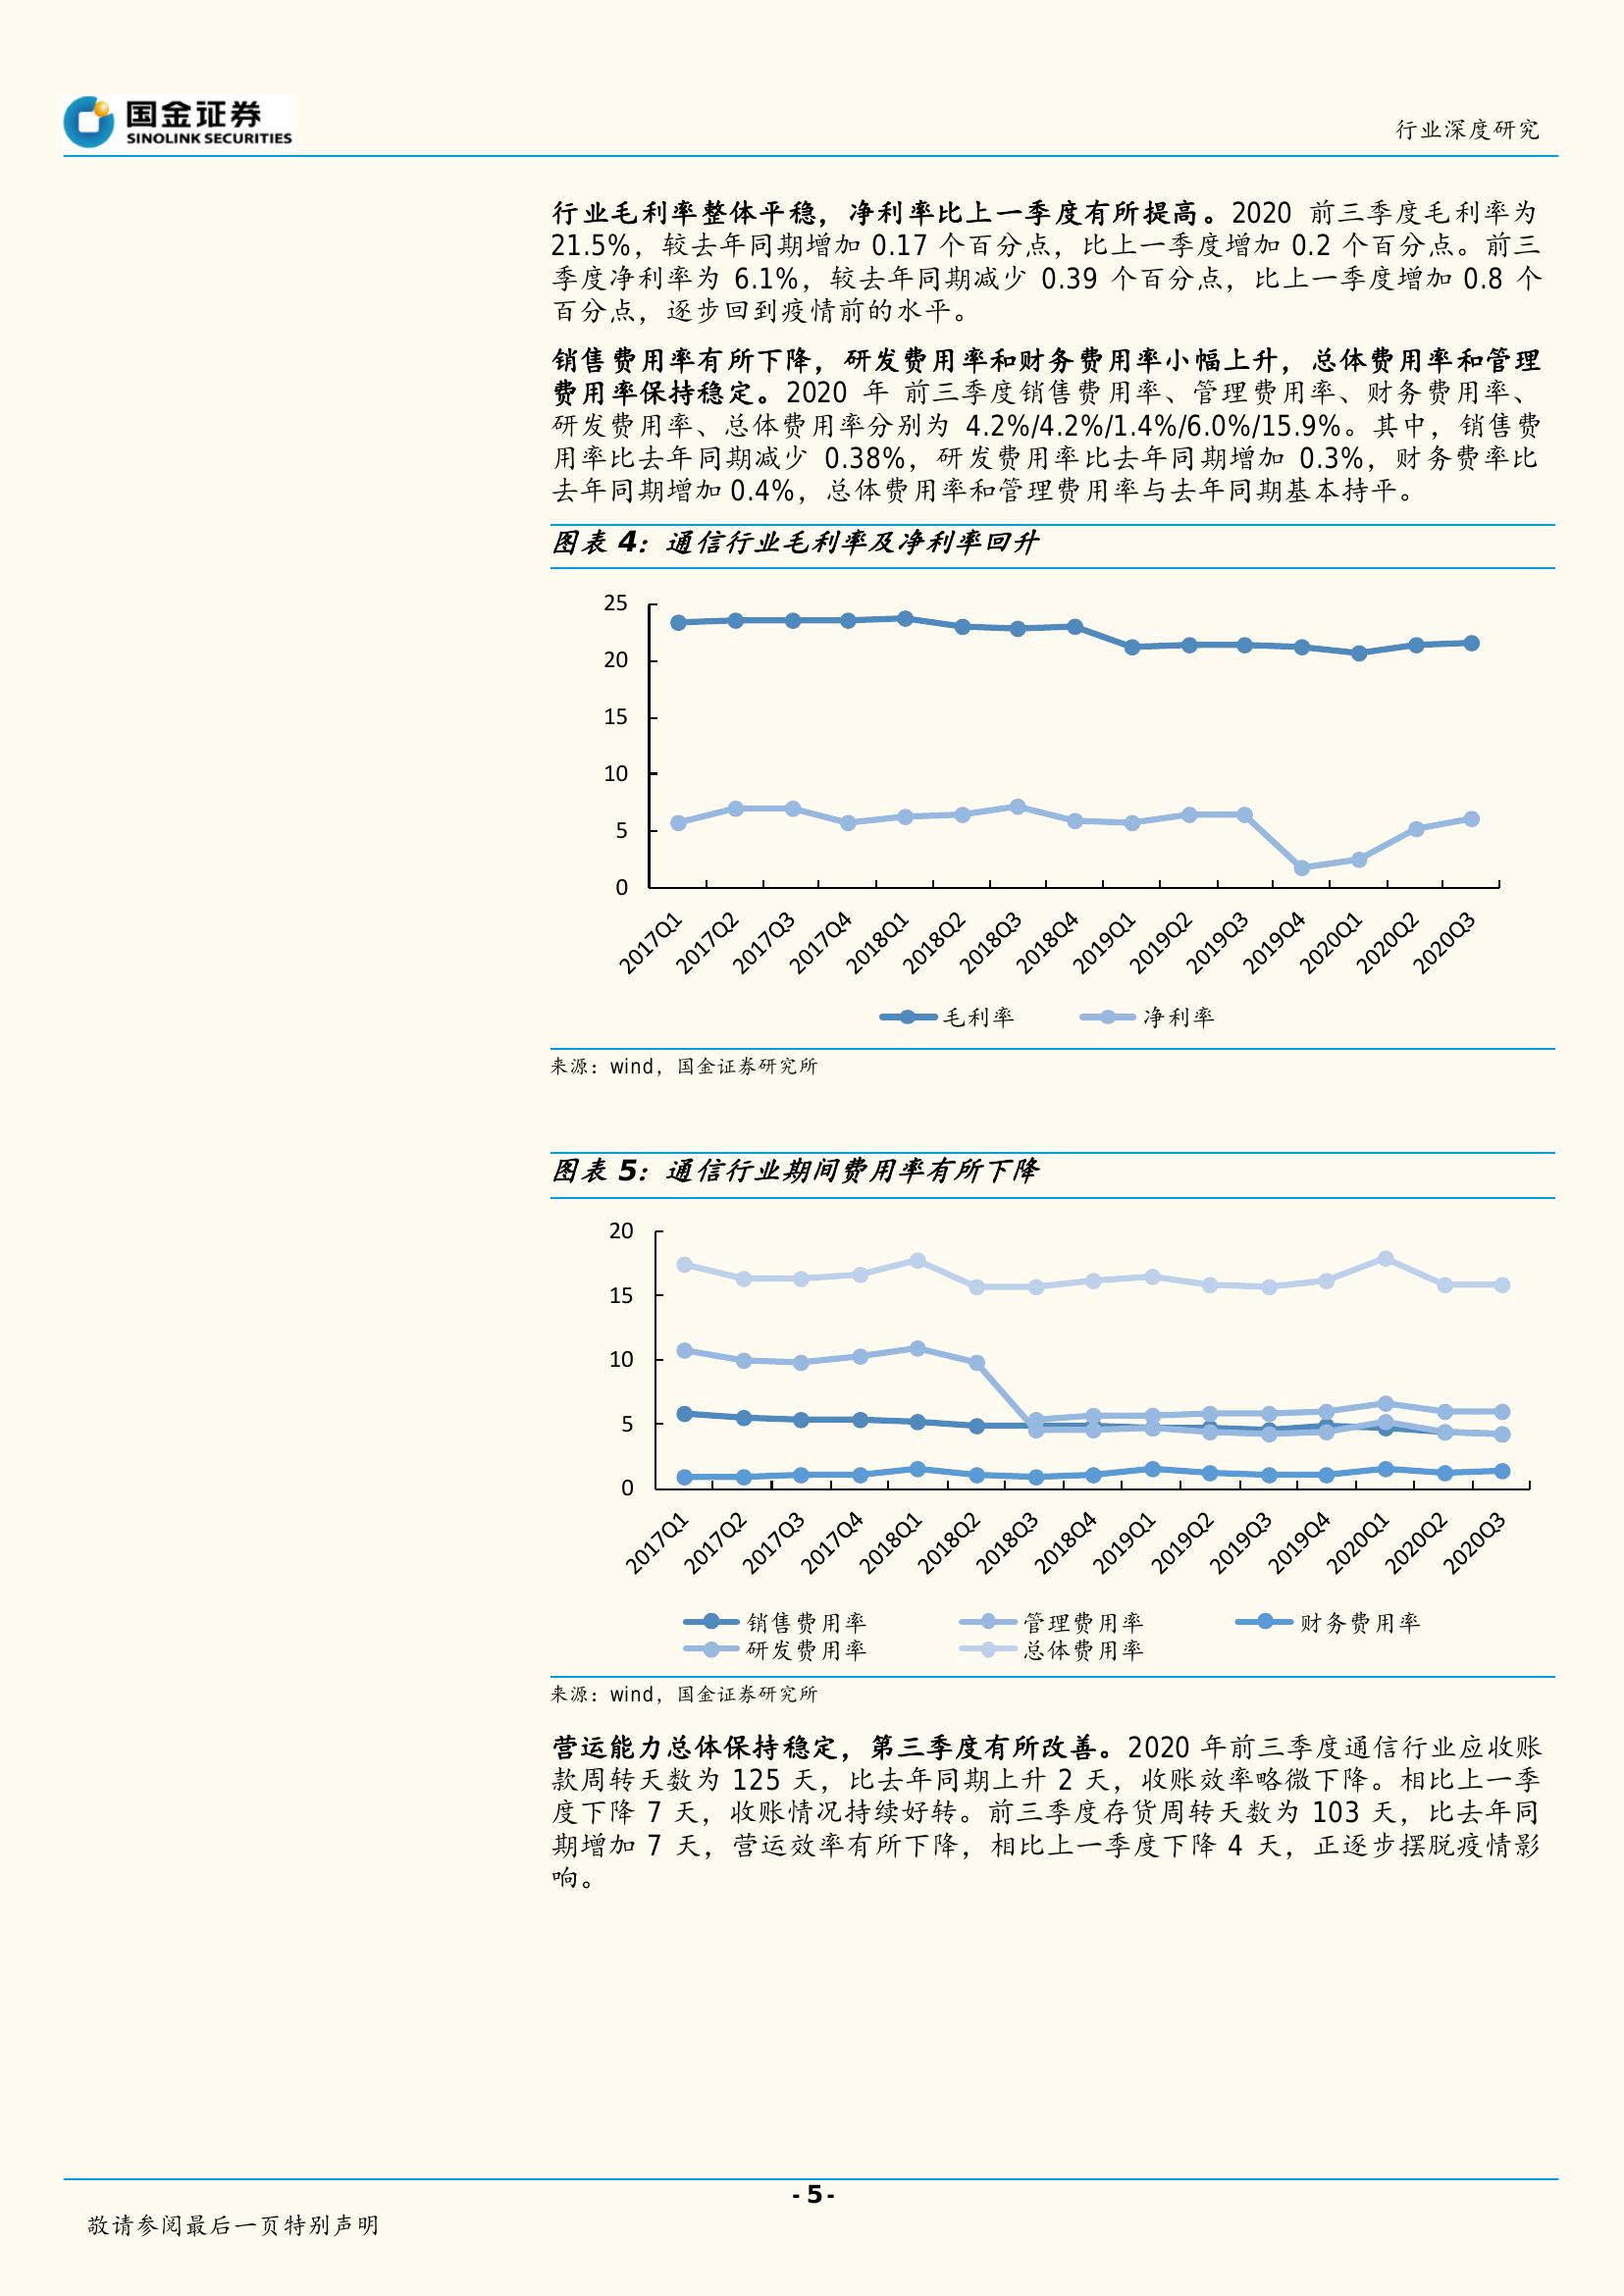 国金证券
SINOLINK SECURITIES
行业深度研究
行业毛利率整体平稳，净利率比上一季度有所提高。2020 前三季度毛利率为
21.5%，较去年同期增加 0.17 个百分点，比上一季度增加 0.2 个百分点。前三
季度净利率为 6.1%，较去年同期减少 0.39 个百分点，比上一季度增加 0.8 个
百分点，逐步回到疫情前的水平。
销售费用率有所下降，研发费用率和财务费用率小幅上升，总体费用率和管理
费用率保持稳定。2020 年 前三季度销售费用率、管理费用率、财务费用率、
研发费用率、总体费用率分别为 4.2%/4.2%/1.4%/6.0%/15.9%。其中，销售费
用率比去年同期减少 0.38%，研发费用率比去年同期增加 0.3%，财务费率比
去年同期增加 0.4%，总体费用率和管理费用率与去年同期基本持平。
图表 4：通信行业毛利率及净利率回升
25
20
15
10
5
0
2017Q1 2017Q2 2017Q3 2017Q4 2018Q1 2018Q2 2018Q3 2018Q4 2019Q1 2019Q2 2019Q3 2019Q4 2020Q1 2020Q2 2020Q3
毛利率 净利率
来源：wind，国金证券研究所
图表 5：通信行业期间费用率有所下降
20
15
10
5
0
2017Q1 2017Q2 2017Q3 2017Q4 2018Q1 2018Q2 2018Q3 2018Q4 2019Q1 2019Q2 2019Q3 2019Q4 2020Q1 2020Q2 2020Q3
销售费用率 管理费用率 财务费用率
研发费用率 总体费用率
来源：wind，国金证券研究所
营运能力总体保持稳定，第三季度有所改善。2020 年前三季度通信行业应收账
款周转天数为 125 天，比去年同期上升 2 天，收账效率略微下降。相比上一季
度下降 7 天，收账情况持续好转。前三季度存货周转天数为 103 天，比去年同
期增加 7 天，营运效率有所下降，相比上一季度下降 4 天，正逐步摆脱疫情影
响。
- 5 -
敬请参阅最后一页特别声明